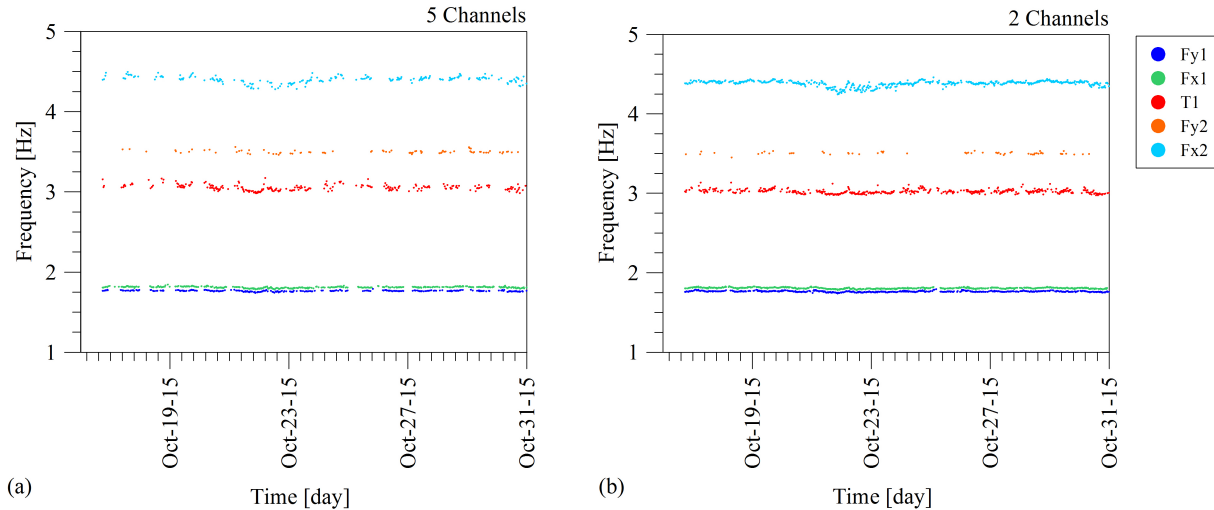 5 Channels
5
4
3
2
1
Frequency [Hz]
Oct-19-15
Oct-23-15
Oct-27-15
Oct-31-15
Time [day]
(a)
2 Channels
5
4
3
2
1
Frequency [Hz]
Oct-19-15
Oct-23-15
Oct-27-15
Oct-31-15
Time [day]
(b)
Fy1
Fx1
T1
Fy2
Fx2